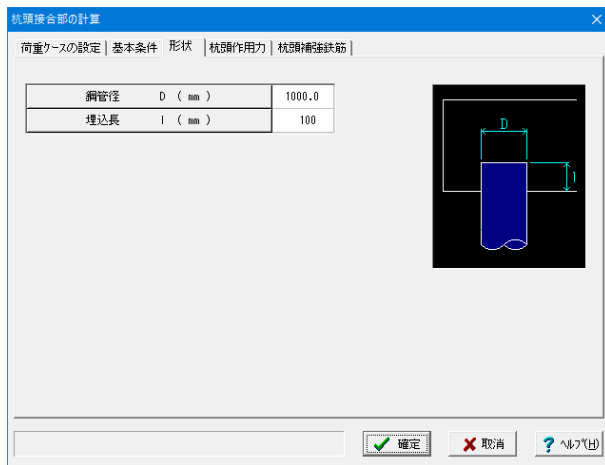 杭頭接合部の計算
荷重ケースの設定 基本条件 形状 杭頭作用力 杭頭補強鉄筋
鋼管径 D ( mm ) 1000.0
埋込長 l ( mm ) 100
D
l
確定 取消 ヘルプ(H)